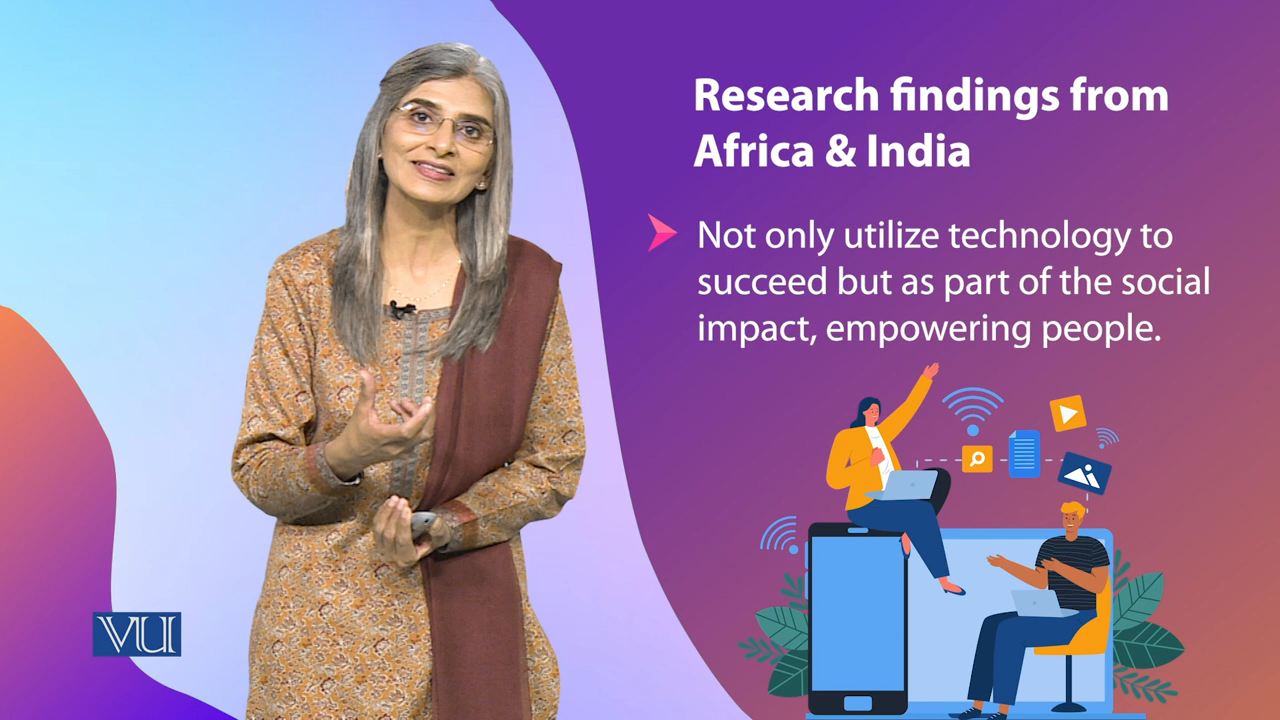 Research findings from
Africa & India
Not only utilize technology to
succeed but as part of the social
impact, empowering people.
VU